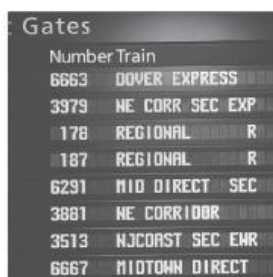 : Gates
Number Train
6663 DOVER EXPRESS
3979 NE CORR SEC EXP
178 REGIONAL R
187 REGIONAL R
6291 MID DIRECT SEC
3881 NE CORRIDOR
3513 NJCOAST SEC EWR
6667 MIDTOWN DIRECT